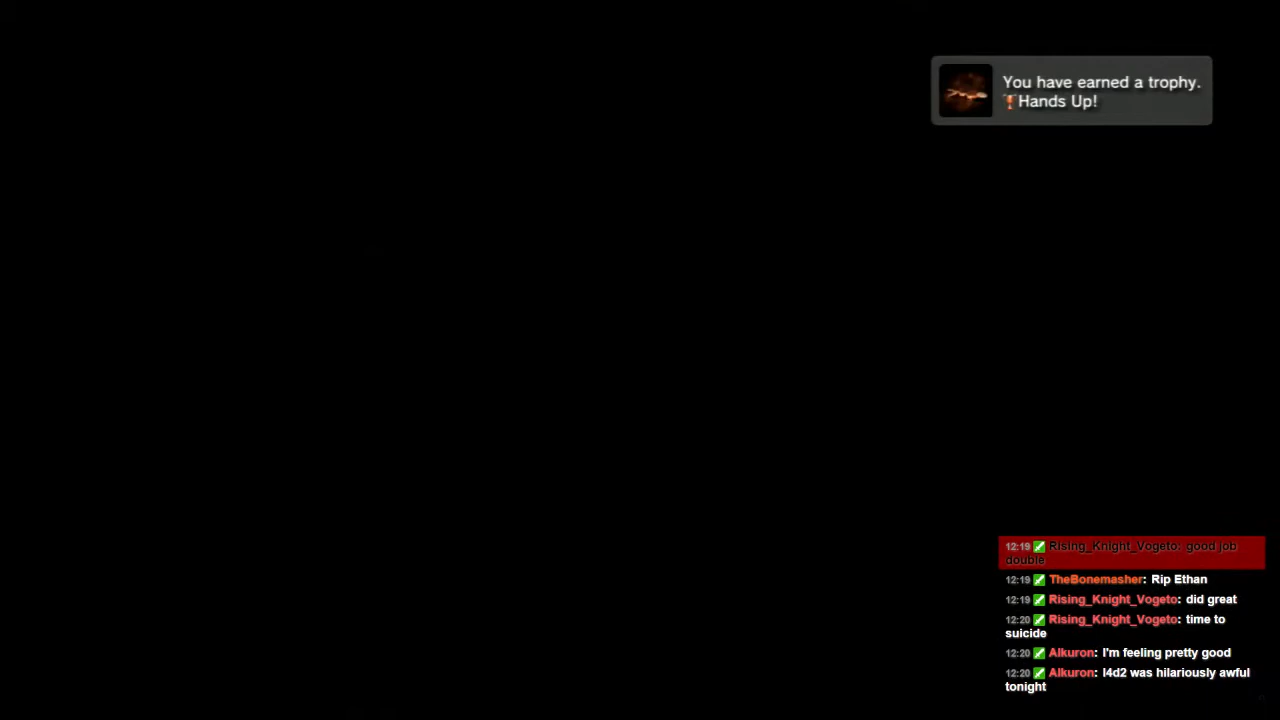 You have earned a trophy.
Hands Up!
12:19 Rising_Knight_Vogeto: good job
double
12:19 TheBonemasher: Rip Ethan
12:19 Rising_Knight_Vogeto: did great
12:20 Rising_Knight_Vogeto: time to
suicide
12:20 Alkuron: I'm feeling pretty good
12:20 Alkuron: l4d2 was hilariously awful
tonight